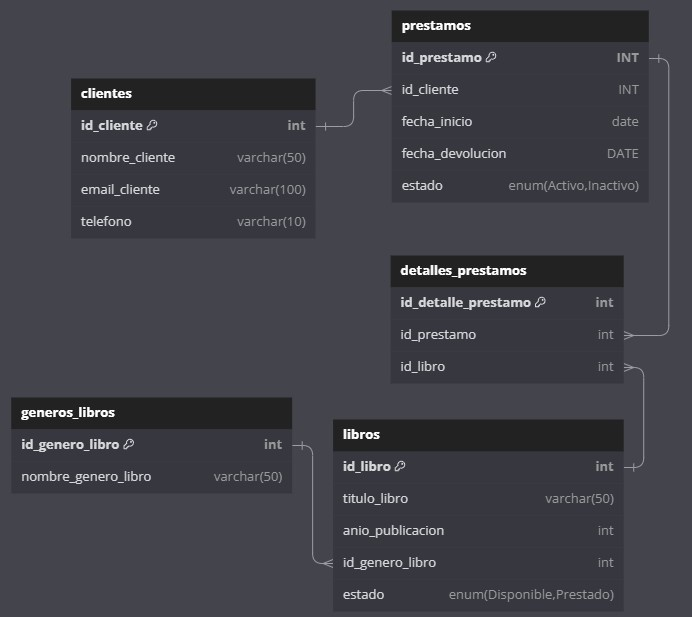 prestamos
id_prestamo INT
id_cliente INT
fecha_inicio date
fecha_devolucion DATE
estado enum(Activo,Inactivo)
clientes
id_cliente int
nombre_cliente varchar(50)
email_cliente varchar(100)
telefono varchar(10)
detalles_prestamos
id_detalle_prestamo int
id_prestamo int
id_libro int
generos_libros
id_genero_libro int
nombre_genero_libro varchar(50)
libros
id_libro int
titulo_libro varchar(50)
anio_publicacion int
id_genero_libro int
estado enum(Disponible,Prestado)